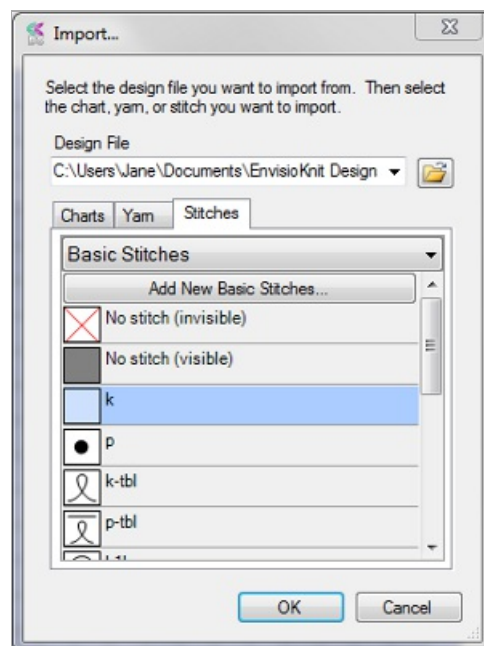 Import...
Select the design file you want to import from. Then select
the chart, yarn, or stitch you want to import.
Design File
C:\Users\Jane\Documents\EnvisioKnit Design
Charts Yarn Stitches
Basic Stitches
Add New Basic Stitches...
No stitch (invisible)
No stitch (visible)
k
p
k-tbl
p-tbl
OK Cancel